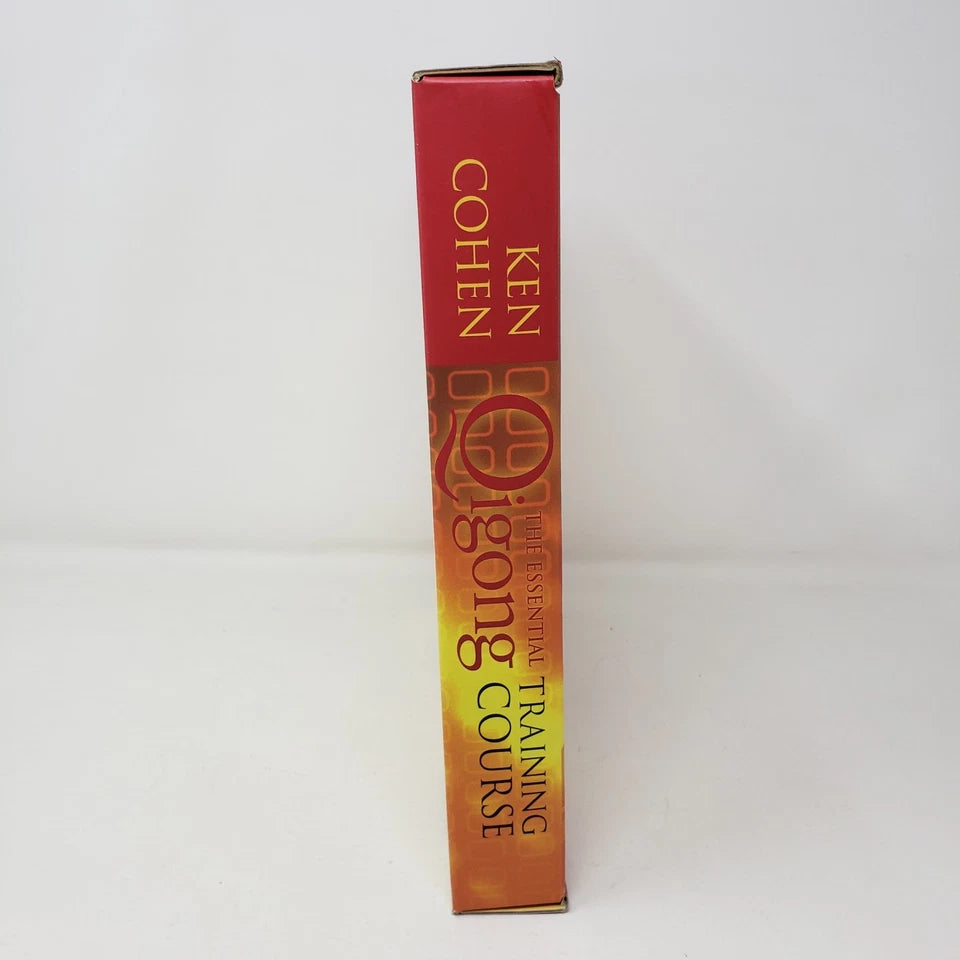 KEN
COHEN
THE ESSENTIAL
Qigong
TRAINING
COURSE